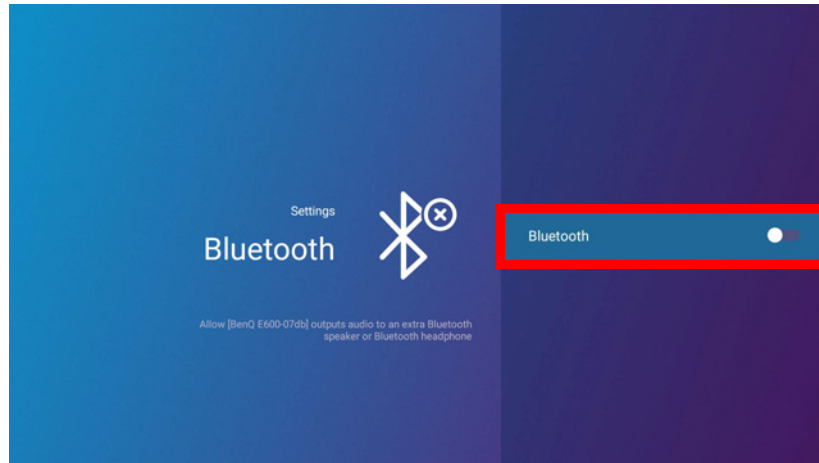 Settings
Bluetooth
Allow [BenQ E600-07db] outputs audio to an extra Bluetooth
speaker or Bluetooth headphone
Bluetooth